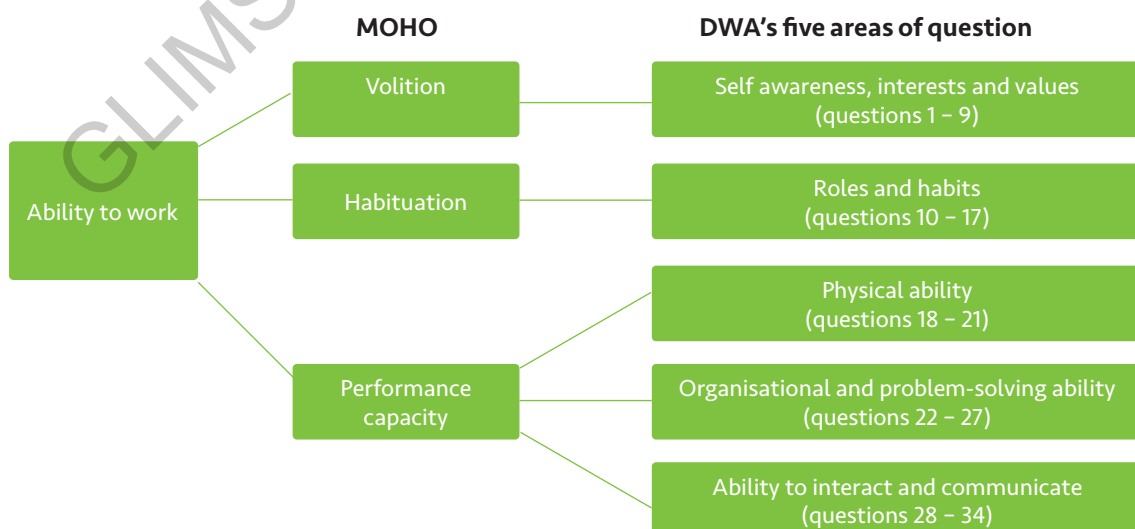 MOHO
DWA's five areas of question
Volition
Self awareness, interests and values
(questions 1 – 9)
Ability to work
Habituation
Roles and habits
(questions 10 – 17)
Physical ability
(questions 18 – 21)
Performance
capacity
Organisational and problem-solving ability
(questions 22 – 27)
Ability to interact and communicate
(questions 28 – 34)
GLIMS